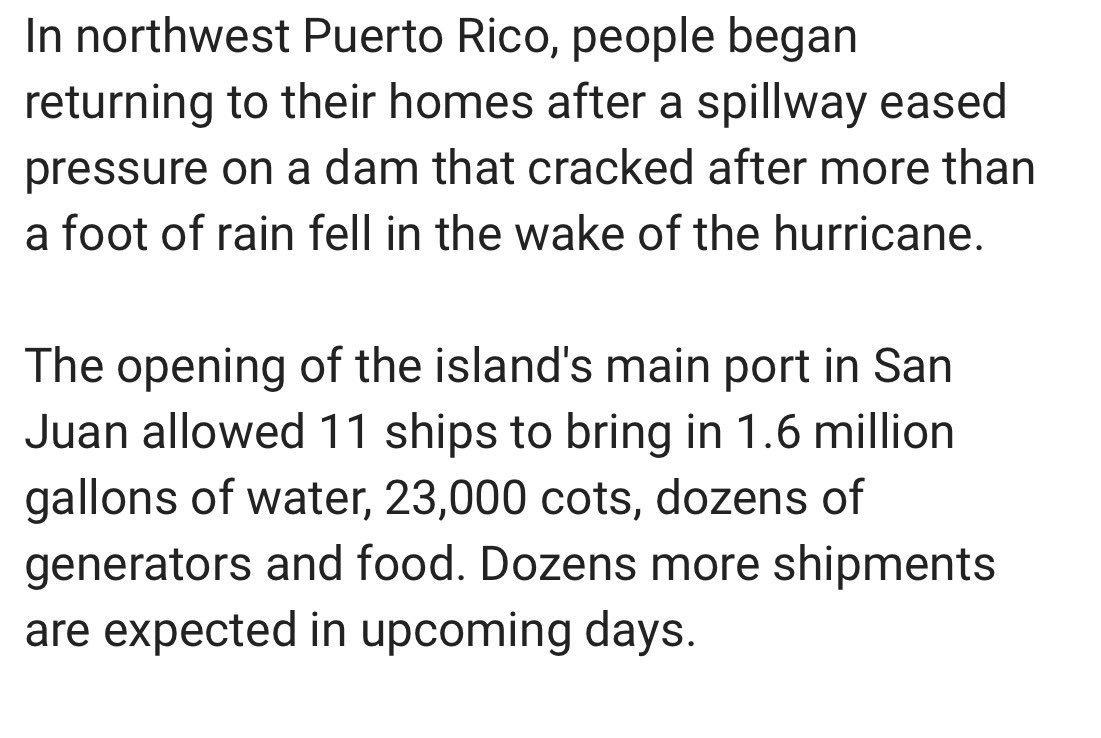 In northwest Puerto Rico, people began
returning to their homes after a spillway eased
pressure on a dam that cracked after more than
a foot of rain fell in the wake of the hurricane.
The opening of the island's main port in San
Juan allowed 11 ships to bring in 1.6 million
gallons of water, 23,000 cots, dozens of
generators and food. Dozens more shipments
are expected in upcoming days.